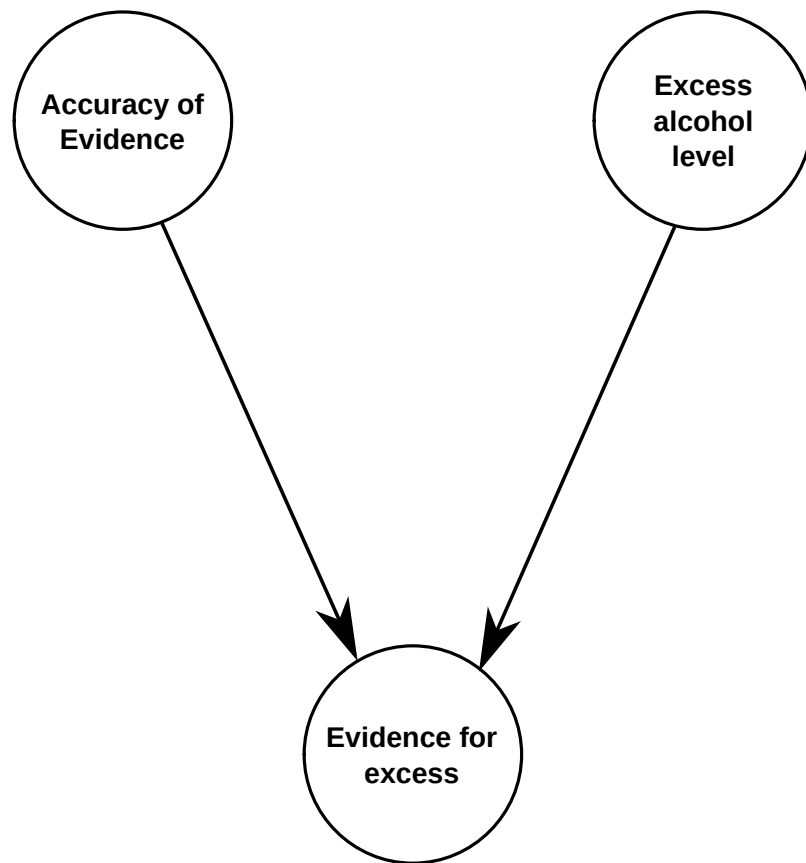 Accuracy of
Evidence
Excess
alcohol
level
Evidence for
excess